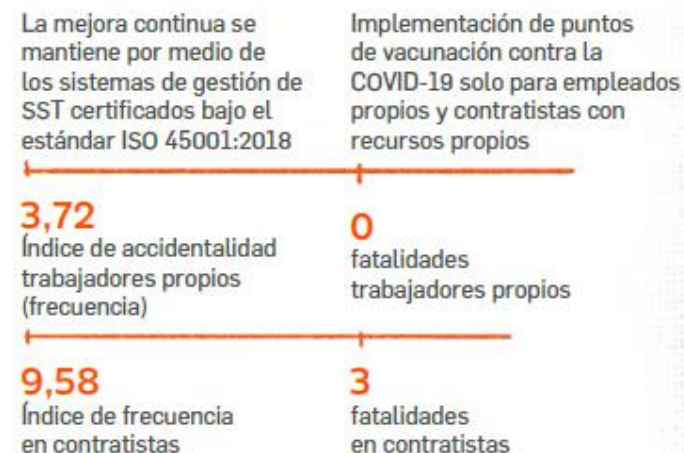 La mejora continua se
mantiene por medio de
los sistemas de gestión de
SST certificados bajo el
estándar ISO 45001:2018
Implementación de puntos
de vacunación contra la
COVID-19 solo para empleados
propios y contratistas con
recursos propios
3,72
Índice de accidentalidad
trabajadores propios
(frecuencia)
0
fatalidades
trabajadores propios
9,58
Índice de frecuencia
en contratistas
3
fatalidades
en contratistas